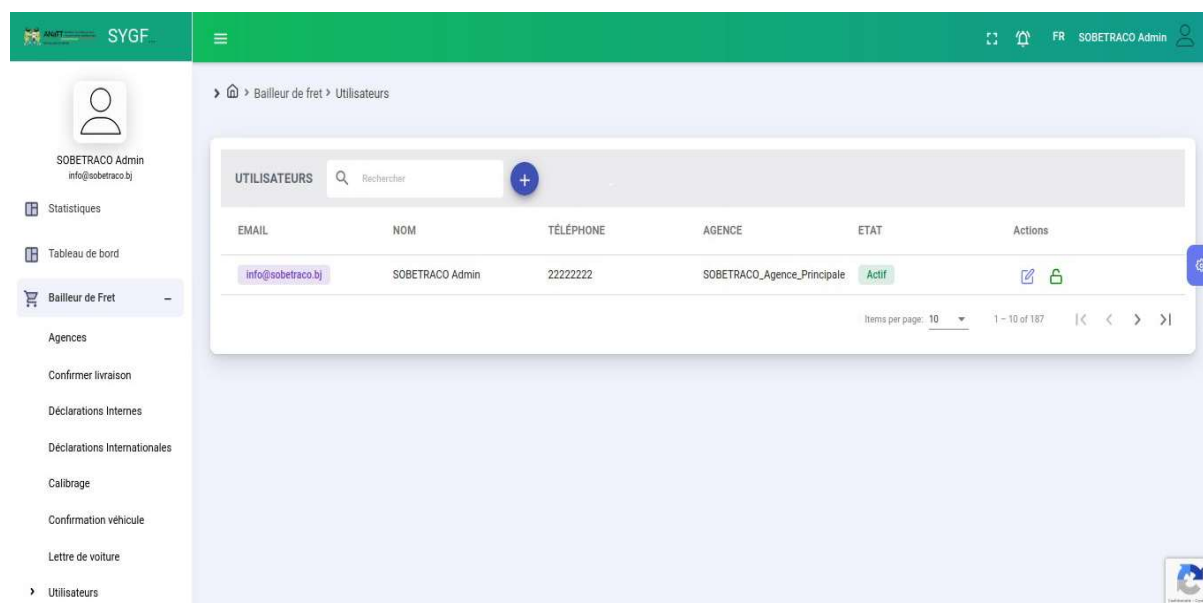 ANaTT SYGF
FR SOBETRACO Admin
Bailleur de fret > Utilisateurs
SOBETRACO Admin
info@sobetraco.bj
Statistiques
Tableau de bord
Bailleur de Fret –
Agences
Confirmer livraison
Déclarations Internes
Déclarations Internationales
Calibrage
Confirmation véhicule
Lettre de voiture
Utilisateurs
UTILISATEURS Rechercher +
EMAIL NOM TÉLÉPHONE AGENCE ETAT Actions
info@sobetraco.bj SOBETRACO Admin 22222222 SOBETRACO_Agence_Principale Actif
Items per page: 10 1 – 10 of 187